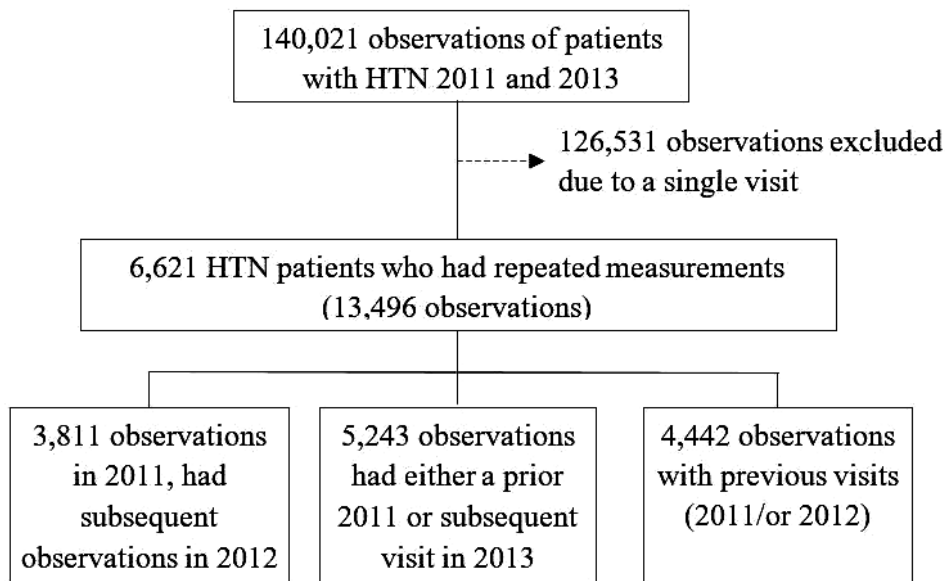 140,021 observations of patients
with HTN 2011 and 2013
126,531 observations excluded
due to a single visit
6,621 HTN patients who had repeated measurements
(13,496 observations)
3,811 observations
in 2011, had
subsequent
observations in 2012
5,243 observations
had either a prior
2011 or subsequent
visit in 2013
4,442 observations
with previous visits
(2011/or 2012)